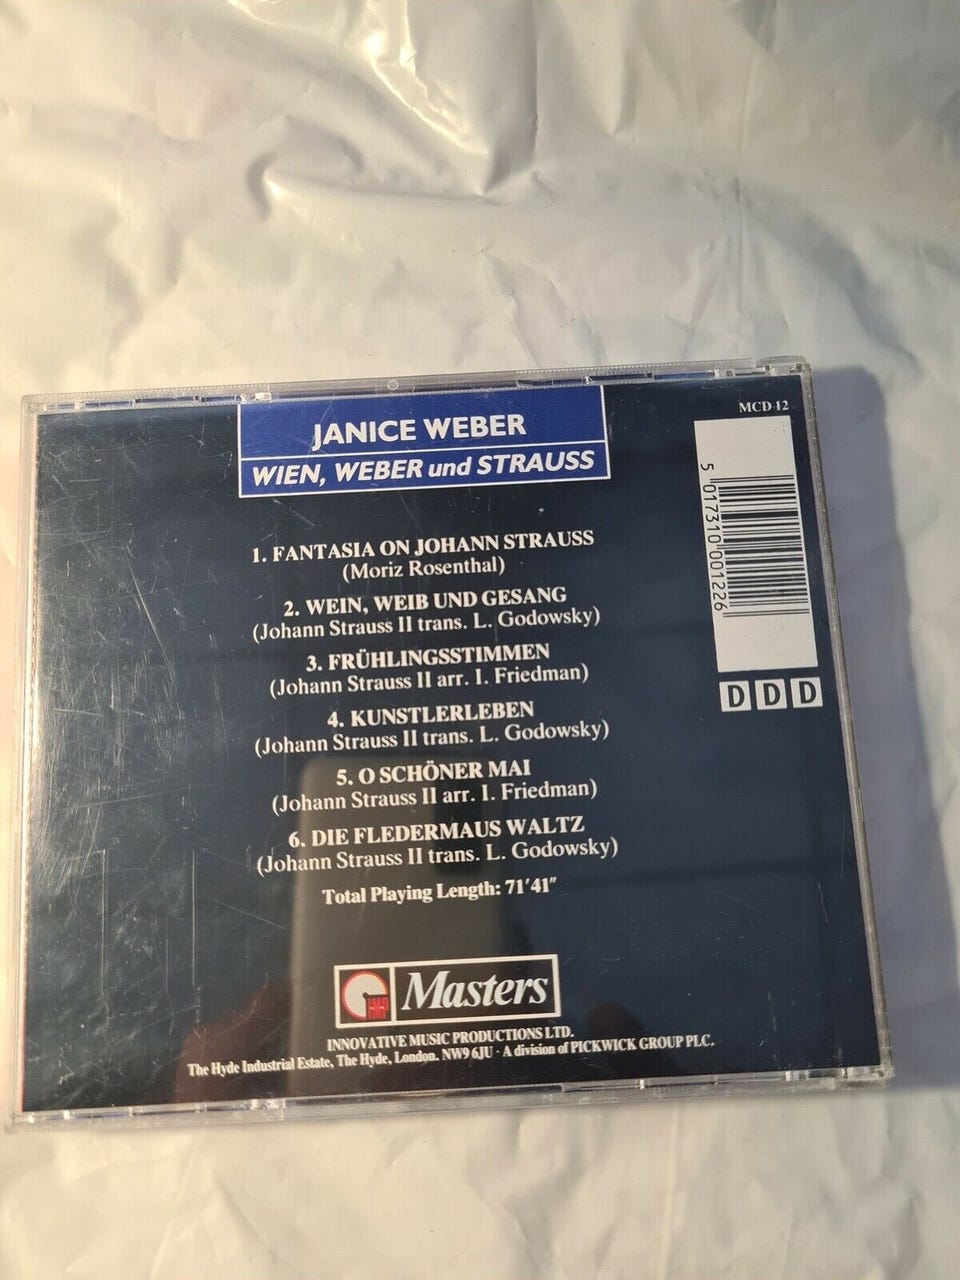 MCD 12
JANICE WEBER
WIEN, WEBER und STRAUSS
5 017310 001226
DDD
1. FANTASIA ON JOHANN STRAUSS
(Moriz Rosenthal)
2. WEIN, WEIB UND GESANG
(Johann Strauss II trans. L. Godowsky)
3. FRÜHLINGSSTIMMEN
(Johann Strauss II arr. I. Friedman)
4. KUNSTLERLEBEN
(Johann Strauss II trans. L. Godowsky)
5. O SCHÖNER MAI
(Johann Strauss II arr. I. Friedman)
6. DIE FLEDERMAUS WALTZ
(Johann Strauss II trans. L. Godowsky)
Total Playing Length: 71'41"
IMP Masters
INNOVATIVE MUSIC PRODUCTIONS LTD.
The Hyde Industrial Estate, The Hyde, London. NW9 6JU · A division of PICKWICK GROUP PLC.